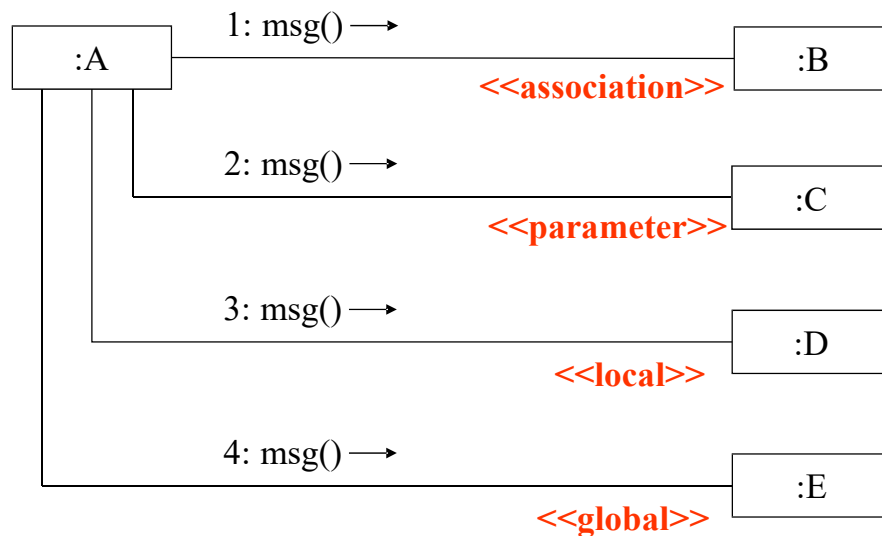 1: msg()
:A
:B
<<association>>
2: msg()
:C
<<parameter>>
3: msg()
:D
<<local>>
4: msg()
:E
<<global>>